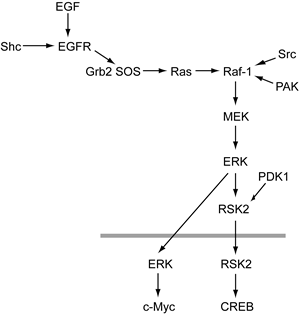 EGF
Shc EGFR Src
Grb2 SOS Ras Raf-1
PAK
MEK
ERK
PDK1
RSK2
ERK RSK2
c-Myc CREB